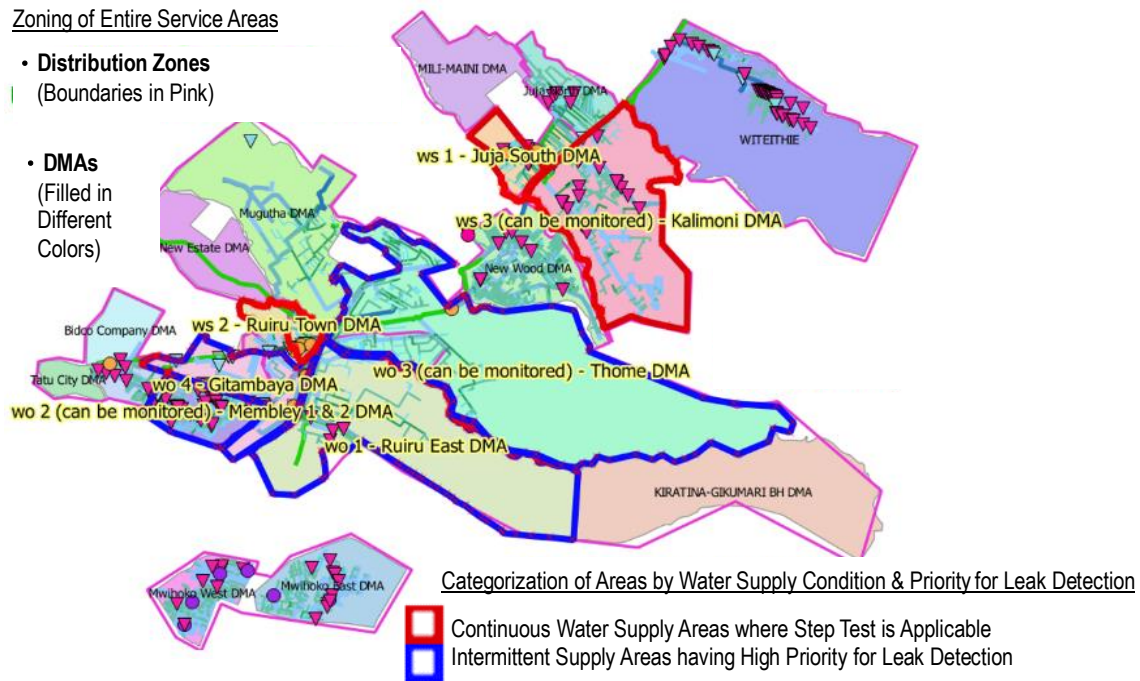 Zoning of Entire Service Areas
• Distribution Zones
(Boundaries in Pink)
• DMAs
(Filled in
Different
Colors)
MILI-MAINI DMA
Juja North DMA
WITEITHIE
ws 1 - Juja South DMA
ws 3 (can be monitored) - Kalimoni DMA
Mugutha DMA
New Estate DMA
New Wood DMA
ws 2 - Ruiru Town DMA
Bidco Company DMA
Tatu City DMA
wo 4 - Gitambaya DMA
wo 3 (can be monitored) - Thome DMA
wo 2 (can be monitored) - Membley 1 & 2 DMA
wo 1 - Ruiru East DMA
KIRATINA-GIKUMARI BH DMA
Mwihoko West DMA
Mwihoko East DMA
Categorization of Areas by Water Supply Condition & Priority for Leak Detection
Continuous Water Supply Areas where Step Test is Applicable
Intermittent Supply Areas having High Priority for Leak Detection